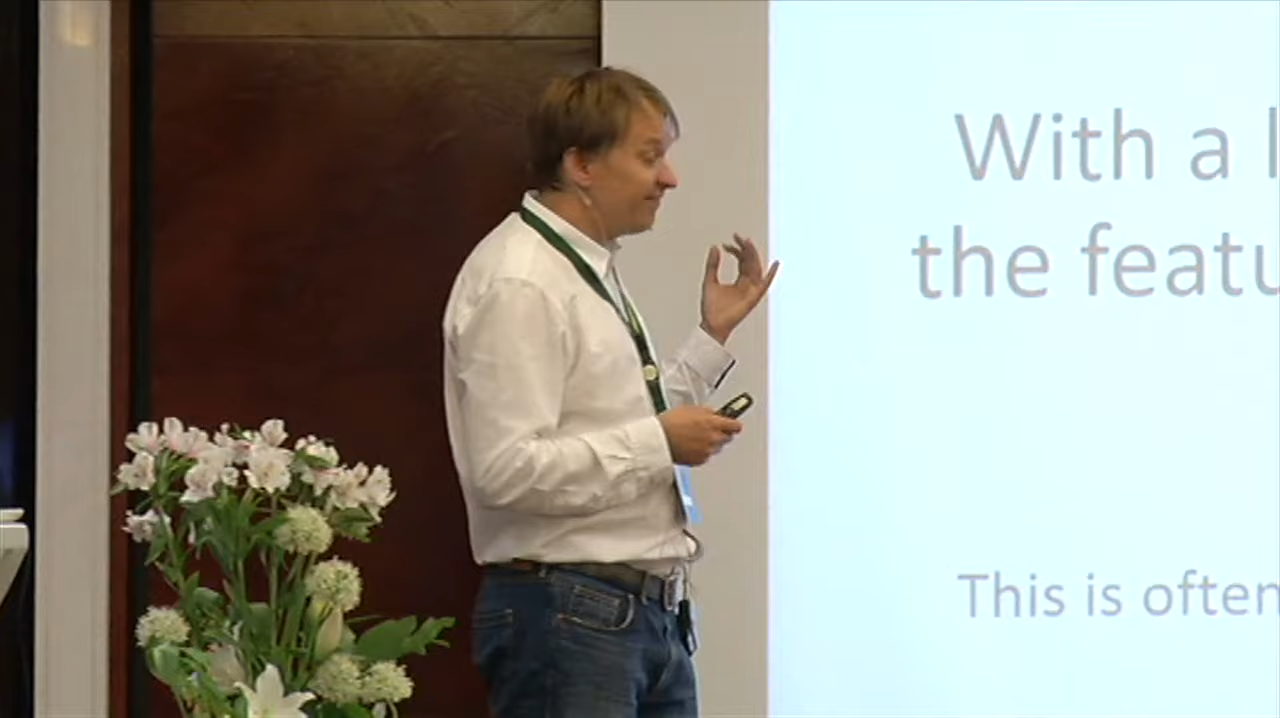 With a
the featu
This is often